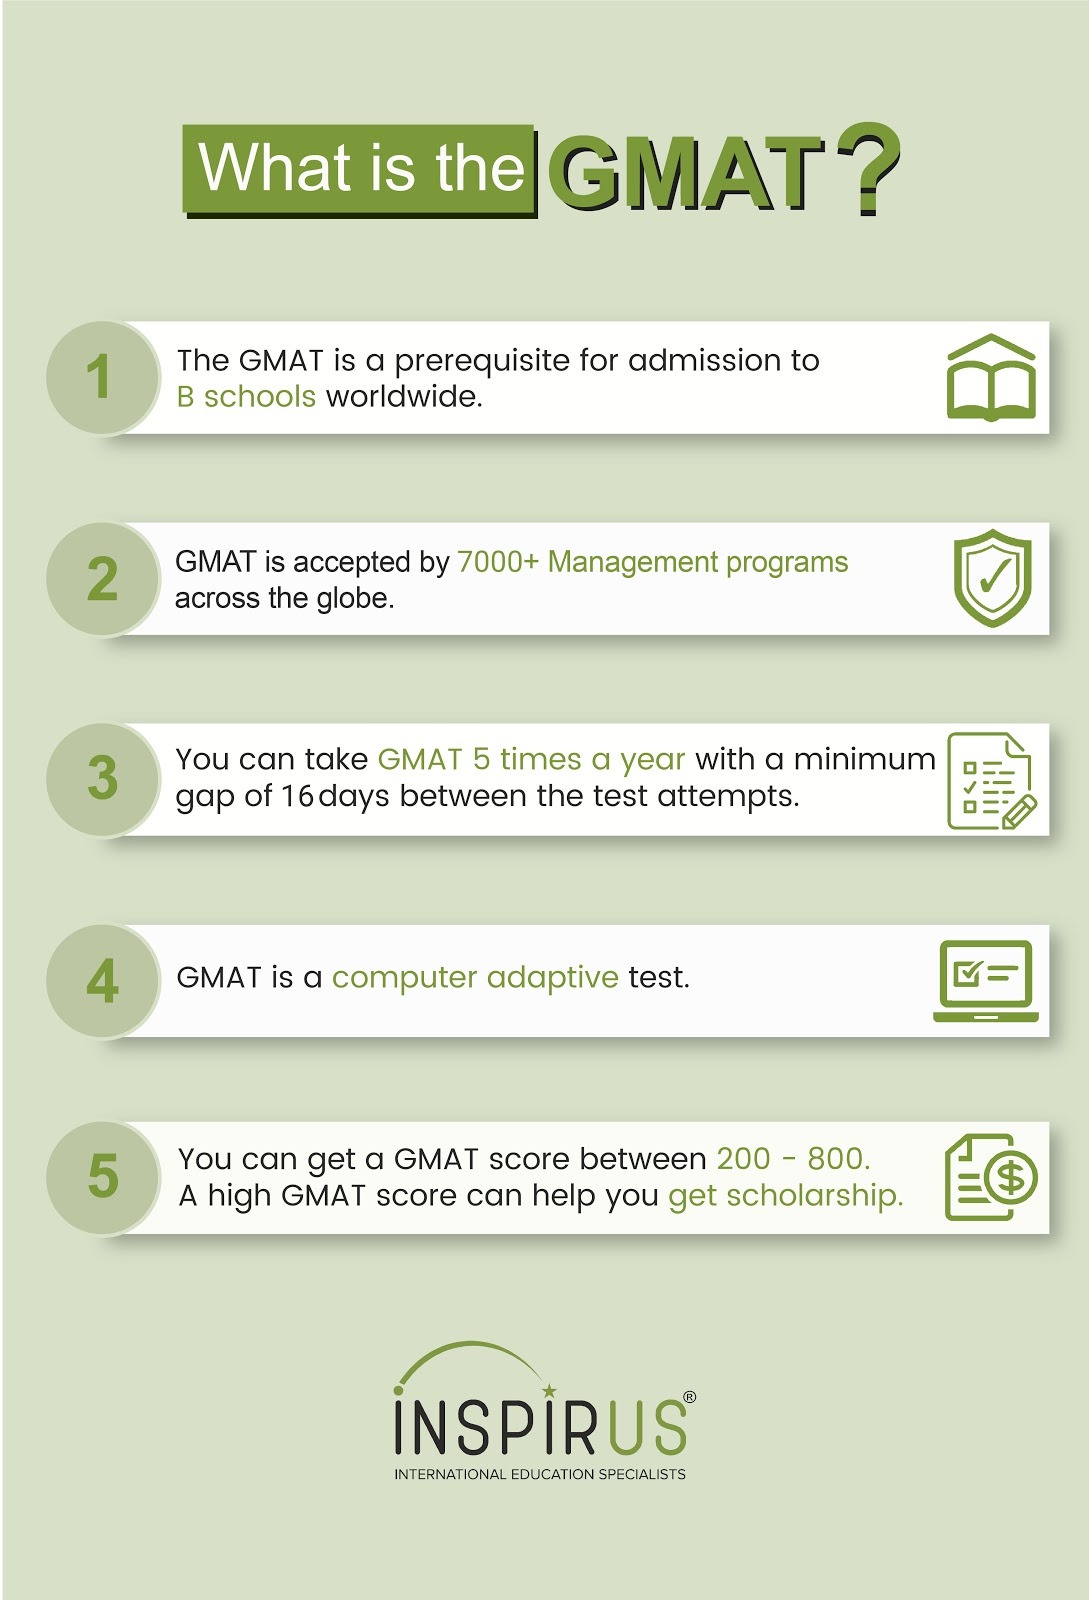 What is the GMAT?
1
The GMAT is a prerequisite for admission to
B schools worldwide.
2
GMAT is accepted by 7000+ Management programs
across the globe.
3
You can take GMAT 5 times a year with a minimum
gap of 16 days between the test attempts.
4
GMAT is a computer adaptive test.
5
You can get a GMAT score between 200 - 800.
A high GMAT score can help you get scholarship.
INSPIRUS®
INTERNATIONAL EDUCATION SPECIALISTS